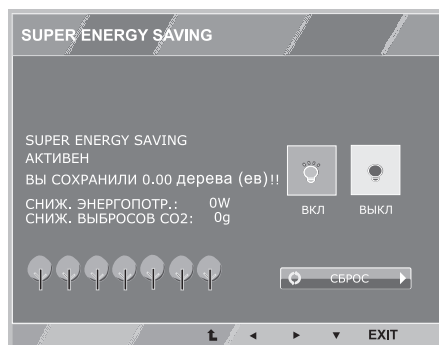 SUPER ENERGY SAVING
SUPER ENERGY SAVING
АКТИВЕН
ВЫ СОХРАНИЛИ 0.00 дерева (ев)!!
СНИЖ. ЭНЕРГОПОТР.: 0W
СНИЖ. ВЫБРОСОВ СО2: 0g
ВКЛ ВЫКЛ
СБРОС
EXIT